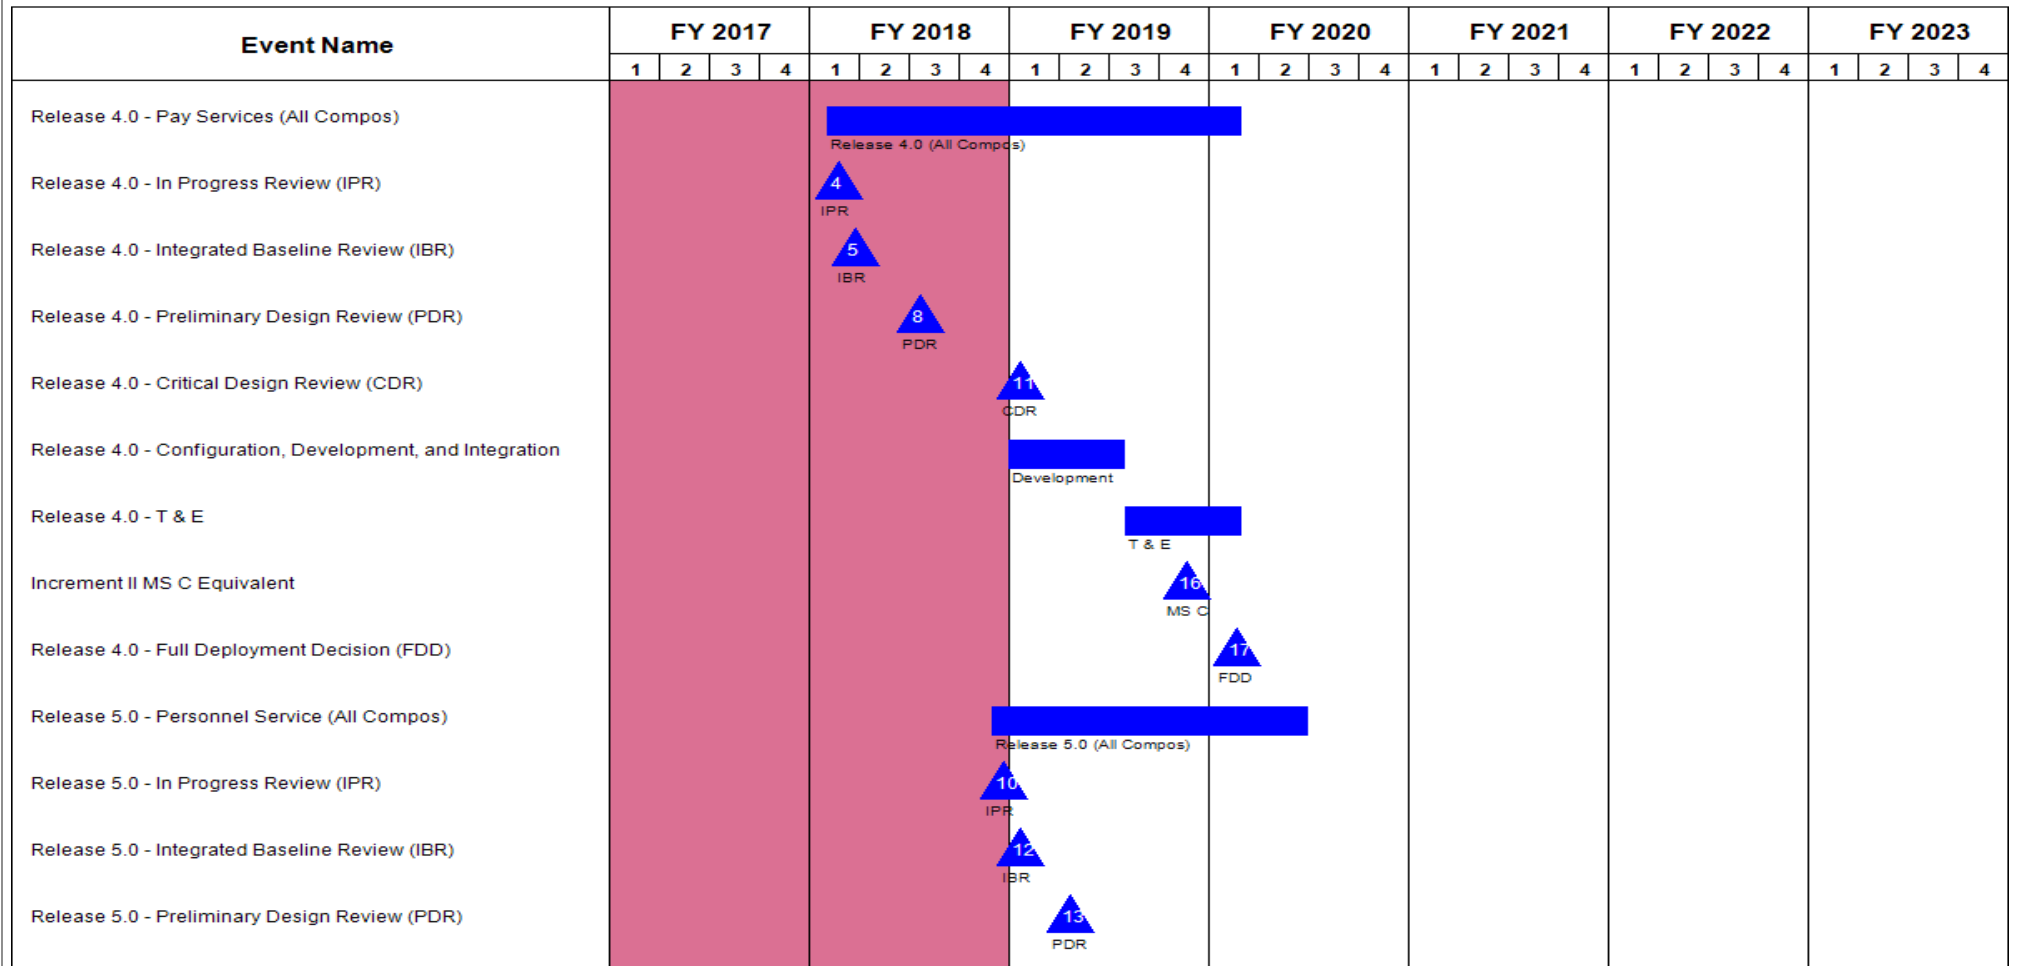 Event Name FY 2017 FY 2018 FY 2019 FY 2020 FY 2021 FY 2022 FY 2023
1 2 3 4 1 2 3 4 1 2 3 4 1 2 3 4 1 2 3 4 1 2 3 4 1 2 3 4
Release 4.0 - Pay Services (All Compos)
Release 4.0 (All Compos)
Release 4.0 - In Progress Review (IPR) 4
IPR
Release 4.0 - Integrated Baseline Review (IBR) 5
IBR
Release 4.0 - Preliminary Design Review (PDR) 8
PDR
Release 4.0 - Critical Design Review (CDR) 11
CDR
Release 4.0 - Configuration, Development, and Integration
Development
Release 4.0 - T & E
T & E
Increment II MS C Equivalent 16
MS C
Release 4.0 - Full Deployment Decision (FDD) 17
FDD
Release 5.0 - Personnel Service (All Compos)
Release 5.0 (All Compos)
Release 5.0 - In Progress Review (IPR) 10
IPR
Release 5.0 - Integrated Baseline Review (IBR) 12
IBR
Release 5.0 - Preliminary Design Review (PDR) 13
PDR